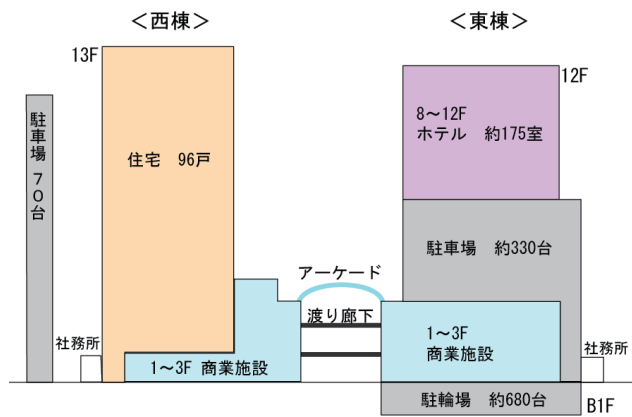 ＜西棟＞
＜東棟＞
13F
12F
駐車場 70台
住宅 96戸
8～12F
ホテル 約175室
駐車場 約330台
アーケード
渡り廊下
社務所
1～3F 商業施設
1～3F
商業施設
社務所
駐輪場 約680台
B1F